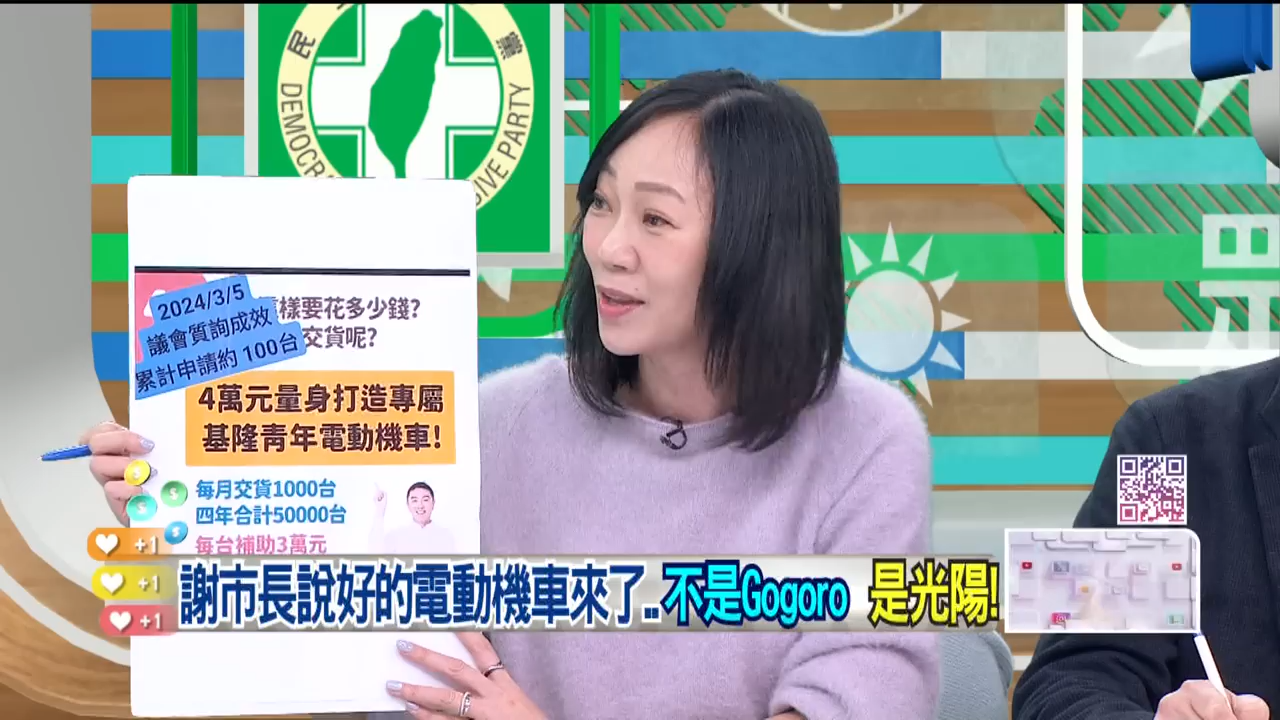 民
黨
DEMOCRA
SIVE PARTY
2024/3/5
議會質詢成效
累計申請約 100台
樣要花多少錢?
交貨呢?
4萬元量身打造專屬
基隆青年電動機車!
每月交貨1000台
四年合計50000台
每台補助3萬元
+1
+1
+1
謝市長說好的電動機車來了..不是Gogoro 是光陽!